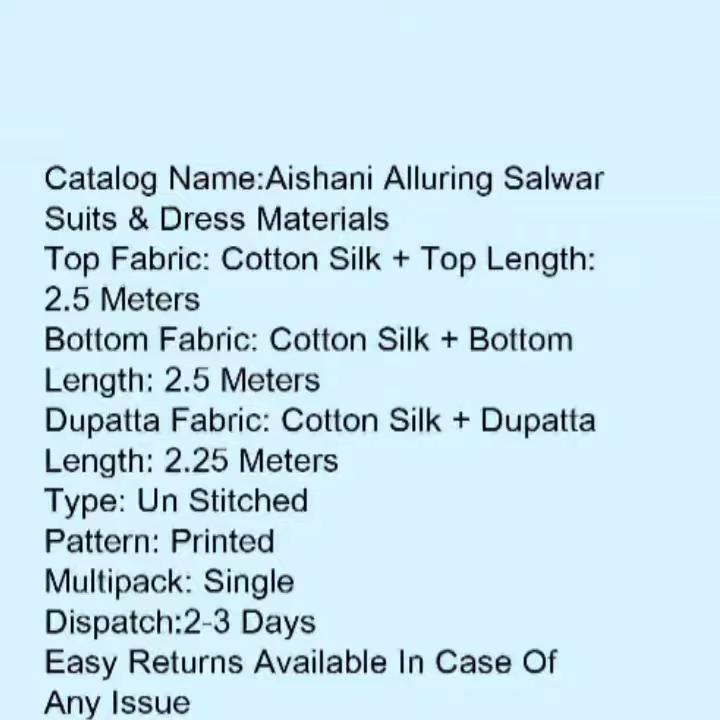 Catalog Name:Aishani Alluring Salwar
Suits & Dress Materials
Top Fabric: Cotton Silk + Top Length:
2.5 Meters
Bottom Fabric: Cotton Silk + Bottom
Length: 2.5 Meters
Dupatta Fabric: Cotton Silk + Dupatta
Length: 2.25 Meters
Type: Un Stitched
Pattern: Printed
Multipack: Single
Dispatch:2-3 Days
Easy Returns Available In Case Of
Any Issue